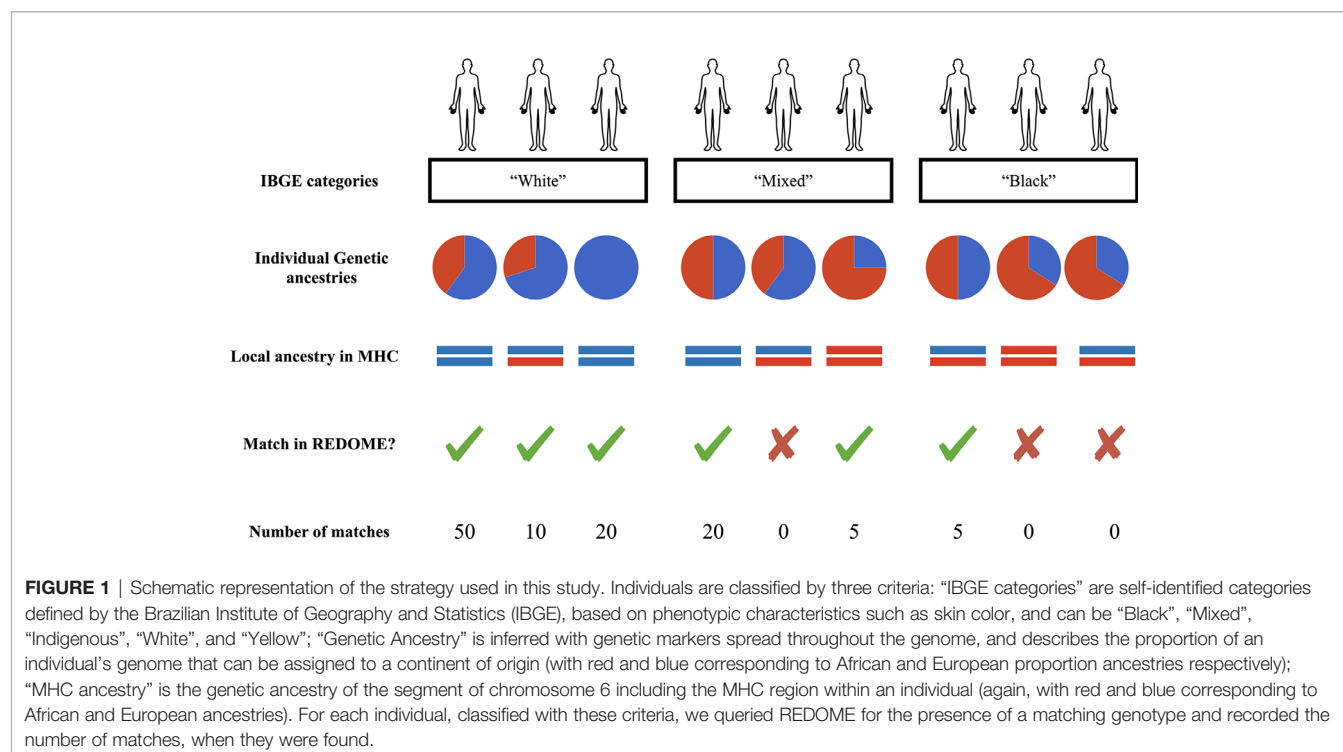 IBGE categories “White” “Mixed” “Black”
Individual Genetic
ancestries
Local ancestry in MHC
Match in REDOME?
Number of matches 50 10 20 20 0 5 5 0 0
FIGURE 1 | Schematic representation of the strategy used in this study. Individuals are classified by three criteria: “IBGE categories” are self-identified categories
defined by the Brazilian Institute of Geography and Statistics (IBGE), based on phenotypic characteristics such as skin color, and can be “Black”, “Mixed”,
“Indigenous”, “White”, and “Yellow”; “Genetic Ancestry” is inferred with genetic markers spread throughout the genome, and describes the proportion of an
individual’s genome that can be assigned to a continent of origin (with red and blue corresponding to African and European proportion ancestries respectively);
“MHC ancestry” is the genetic ancestry of the segment of chromosome 6 including the MHC region within an individual (again, with red and blue corresponding to
African and European ancestries). For each individual, classified with these criteria, we queried REDOME for the presence of a matching genotype and recorded the
number of matches, when they were found.